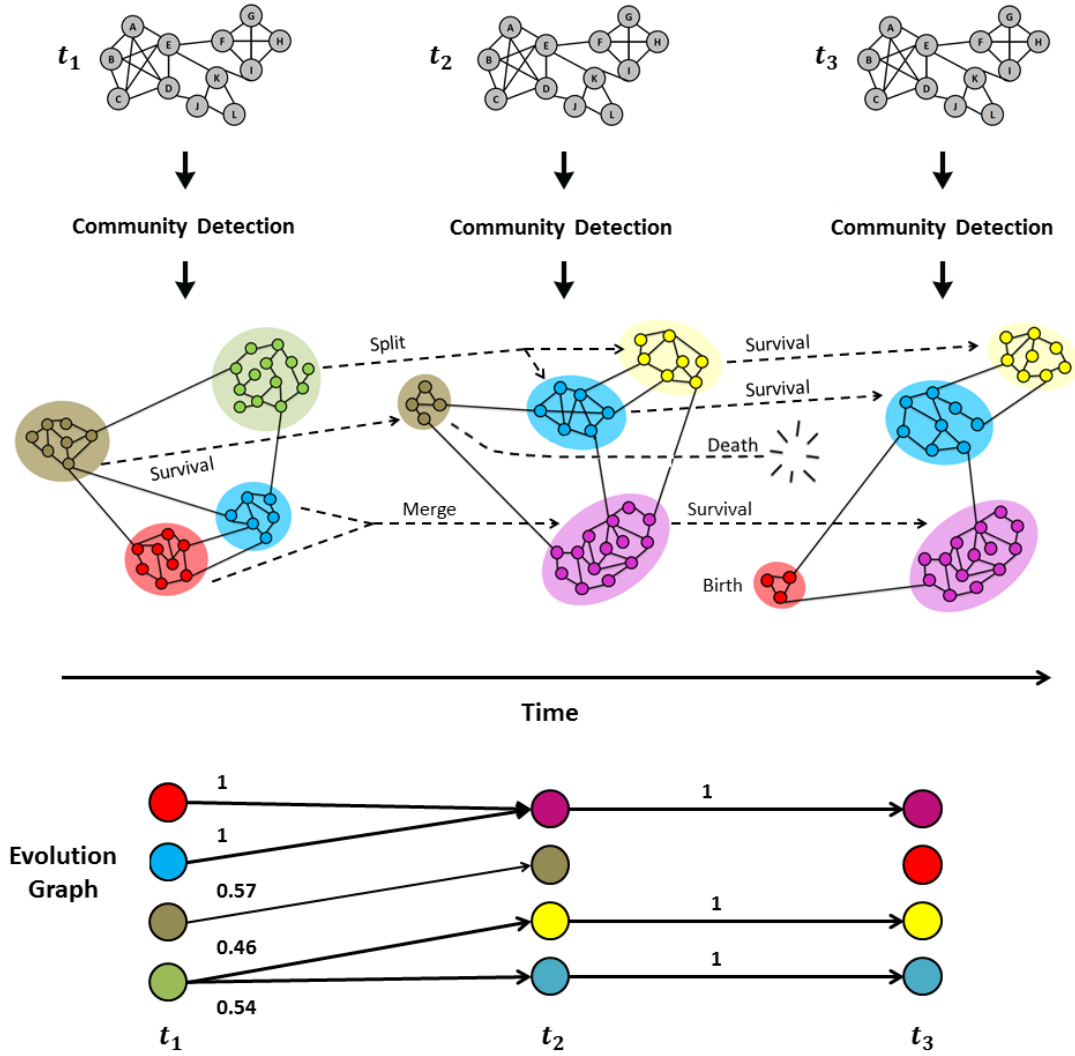 t1
A
B
C
D
E
F
G
H
I
J
K
L
t2
A
B
C
D
E
F
G
H
I
J
K
L
t3
A
B
C
D
E
F
G
H
I
J
K
L
Community Detection
Community Detection
Community Detection
Split
Survival
Survival
Survival
Death
Merge
Survival
Birth
Time
Evolution
Graph
1
1
0.57
0.46
0.54
1
1
1
t1
t2
t3